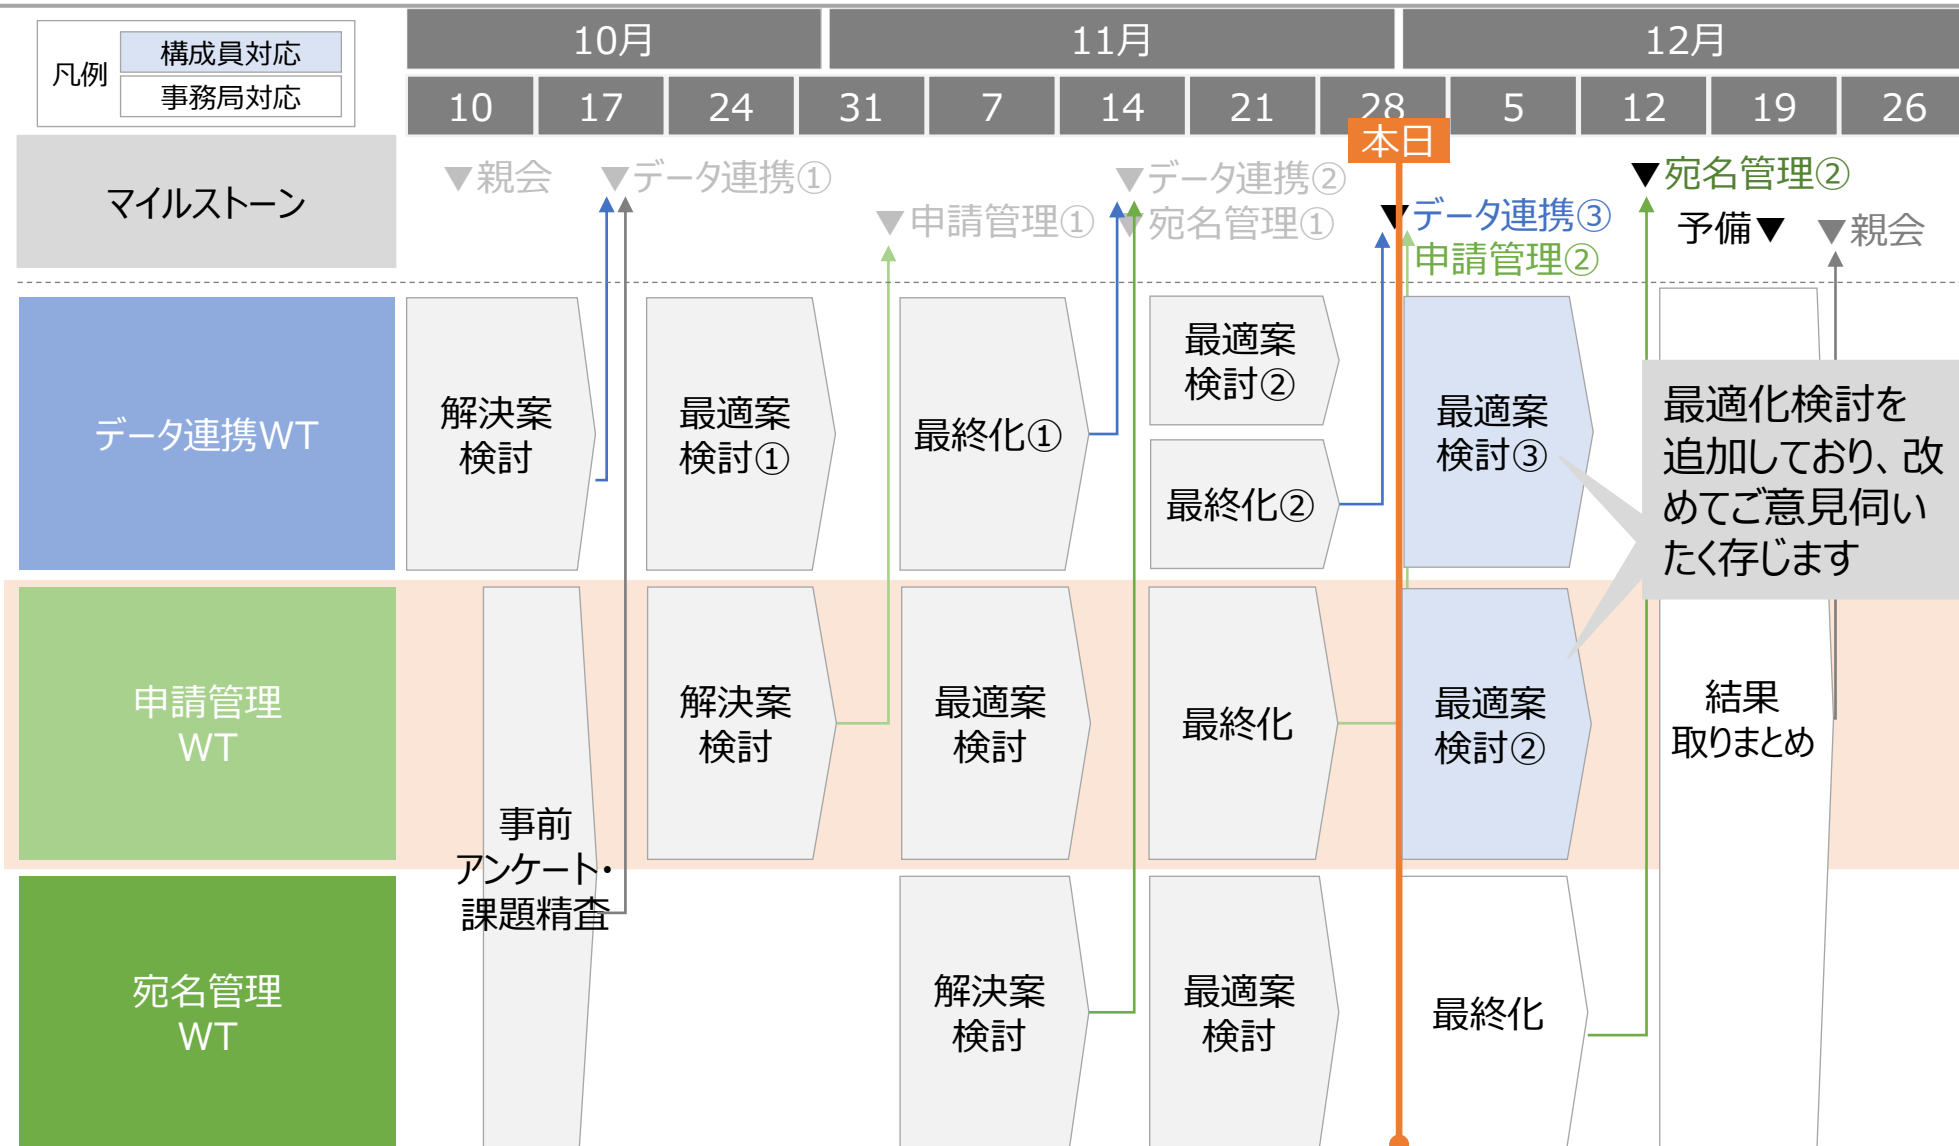 凡例
構成員対応
事務局対応
10月
11月
12月
10
17
24
31
7
14
21
28
5
12
19
26
本日
マイルストーン
▼親会
▼データ連携①
▼申請管理①
▼データ連携②
▼宛名管理①
▼データ連携③
申請管理②
▼宛名管理②
予備▼
▼親会
データ連携WT
解決案
検討
最適案
検討①
最終化①
最適案
検討②
最終化②
最適案
検討③
最適化検討を
追加しており、改
めてご意見伺い
たく存じます
申請管理
WT
事前
アンケート・
課題精査
解決案
検討
最適案
検討
最終化
最適案
検討②
結果
取りまとめ
宛名管理
WT
解決案
検討
最適案
検討
最終化